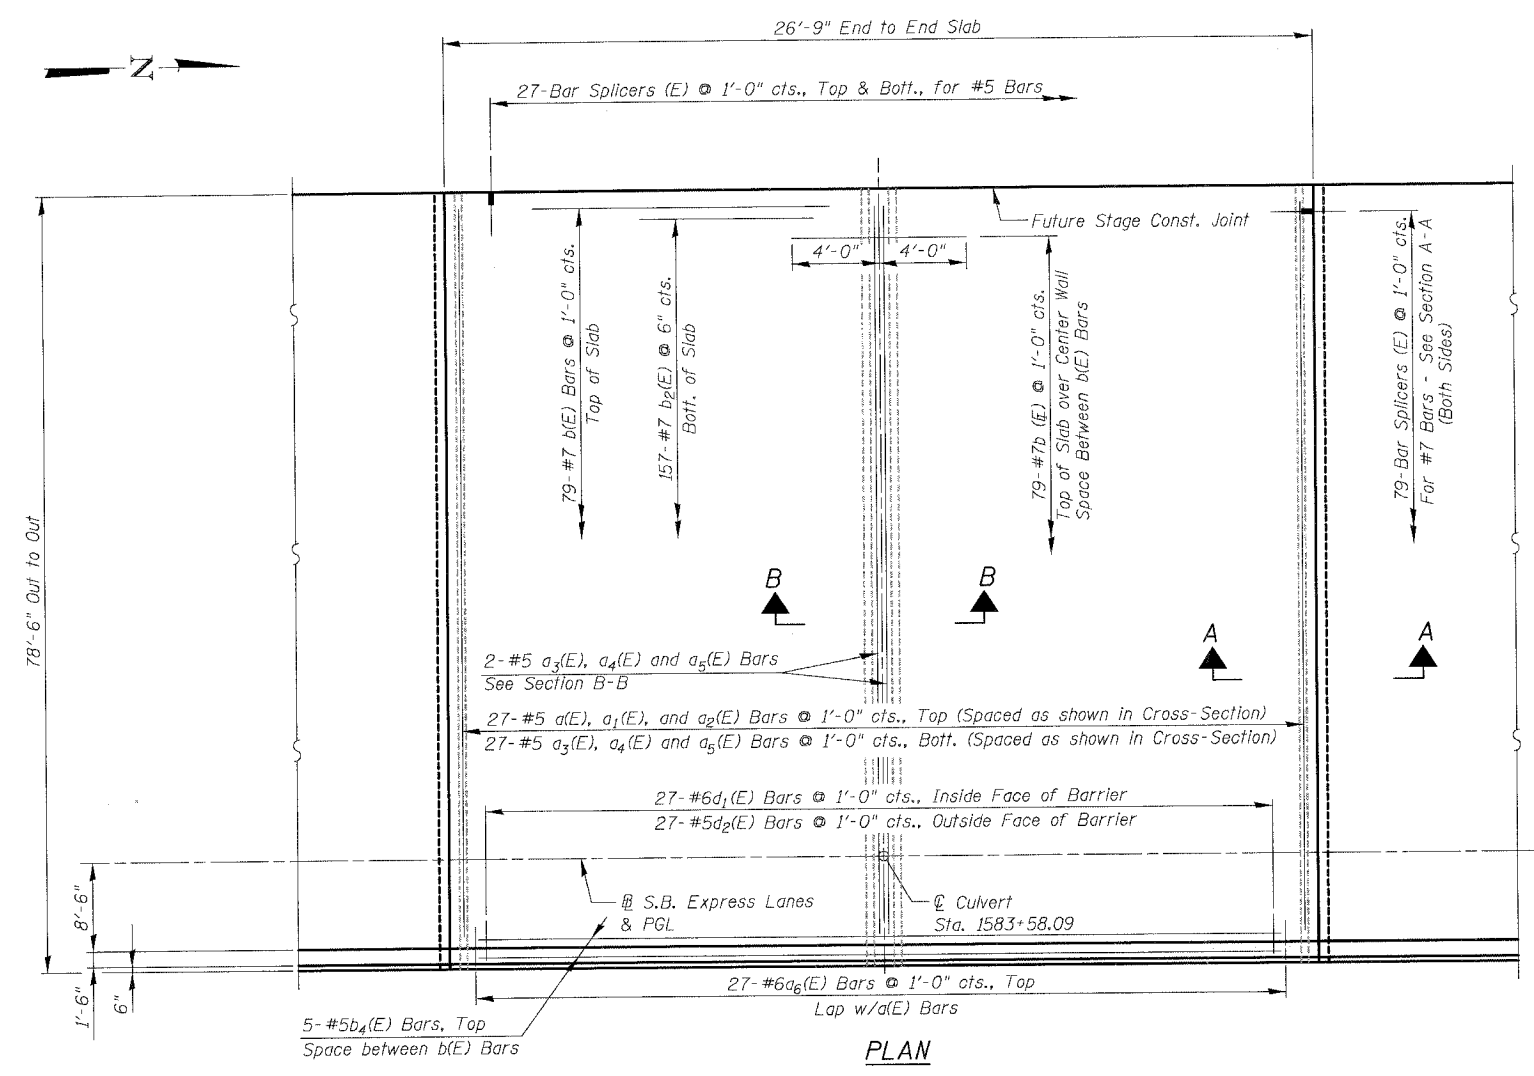 26'-9" End to End Slab
N
27-Bar Splicers (E) @ 1'-0" cts., Top & Bott., for #5 Bars
Future Stage Const. Joint
4'-0"
4'-0"
79-#7 b(E) Bars @ 1'-0" cts.
Top of Slab
157-#7 b2(E) @ 6" cts.
Bott. of Slab
79-#7b (E) @ 1'-0" cts.
Top of Slab over Center Wall
Space Between b(E) Bars
79-Bar Splicers (E) @ 1'-0" cts.
For #7 Bars - See Section A-A
(Both Sides)
78'-6" Out to Out
B
B
A
A
2-#5 a3(E), a4(E) and a5(E) Bars
See Section B-B
27-#5 a(E), a1(E), and a2(E) Bars @ 1'-0" cts., Top (Spaced as shown in Cross-Section)
27-#5 a3(E), a4(E) and a5(E) Bars @ 1'-0" cts., Bott. (Spaced as shown in Cross-Section)
27-#6d1(E) Bars @ 1'-0" cts., Inside Face of Barrier
27-#5d2(E) Bars @ 1'-0" cts., Outside Face of Barrier
8'-6"
℄ Culvert
Sta. 1583+58.09
S.B. Express Lanes
& PGL
1'-6"
6"
27-#6a6(E) Bars @ 1'-0" cts., Top
Lap w/a(E) Bars
5-#5b4(E) Bars, Top
Space between b(E) Bars
PLAN